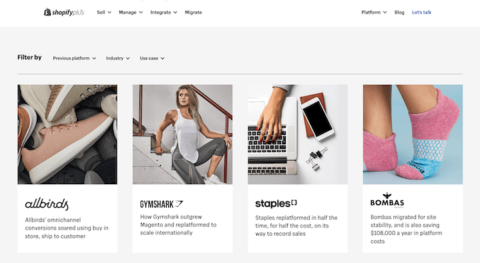 shopifyplus Sell Manage Integrate Migrate Platform Blog Let's talk
Filter by Previous platform Industry Use case
allbirds
Allbirds' omnichannel
conversions soared using buy in
store, ship to customer
GYMSHARK
How Gymshark outgrew
Magento and replatformed to
scale internationally
staples
Staples replatformed in half the
time, for half the cost, on
its way to record sales
BOMBAS
Bombas migrated for site
stability, and is also saving
$108,000 a year in platform
costs